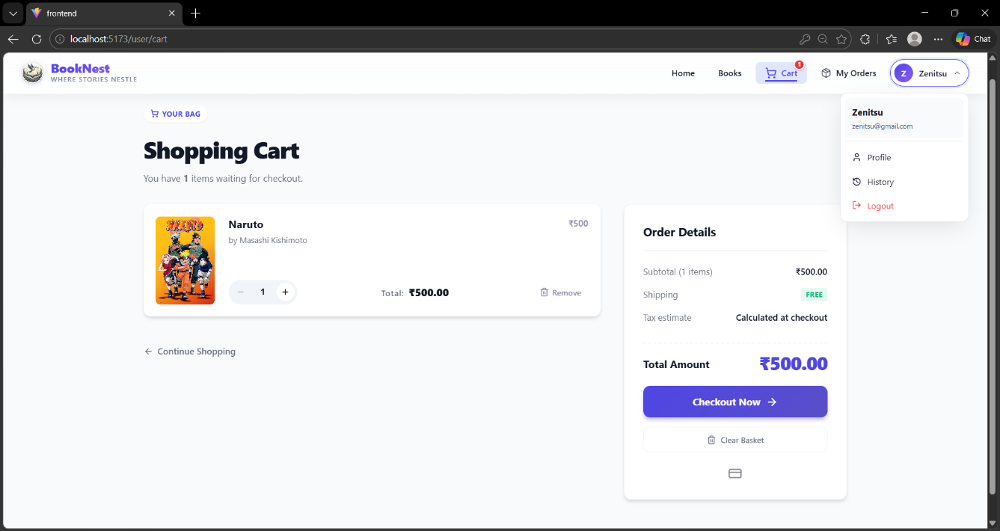 frontend
localhost:5173/user/cart
Chat
BookNest
WHERE STORIES NESTLE
Home
Books
Cart
1
My Orders
Z
Zenitsu
Zenitsu
zenitsu@gmail.com
Profile
History
Logout
YOUR BAG
Shopping Cart
You have 1 items waiting for checkout.
NARUTO
Naruto
₹500
by Masashi Kishimoto
− 1 +
Total: ₹500.00
Remove
Continue Shopping
Order Details
Subtotal (1 items) ₹500.00
Shipping FREE
Tax estimate Calculated at checkout
Total Amount ₹500.00
Checkout Now
Clear Basket